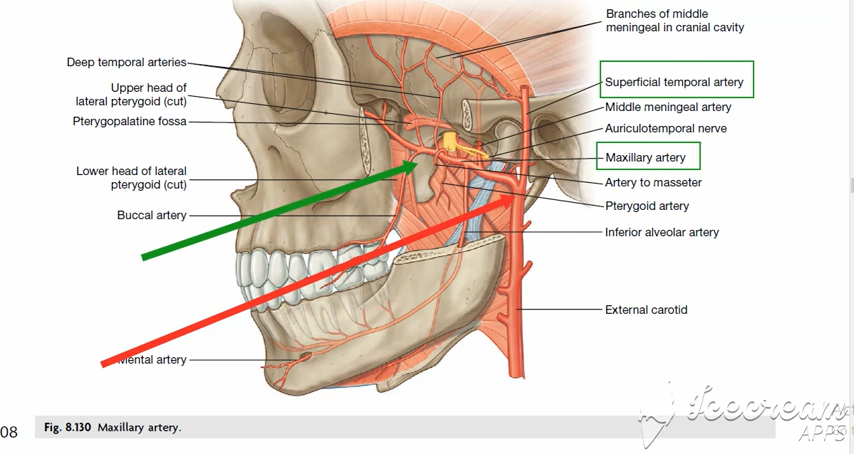 Branches of middle
meningeal in cranial cavity
Deep temporal arteries
Superficial temporal artery
Upper head of
lateral pterygoid (cut)
Middle meningeal artery
Pterygopalatine fossa
Auriculotemporal nerve
Maxillary artery
Lower head of lateral
pterygoid (cut)
Artery to masseter
Pterygoid artery
Buccal artery
Inferior alveolar artery
External carotid
Mental artery
Icecream
APPS
08
Fig. 8.130 Maxillary artery.